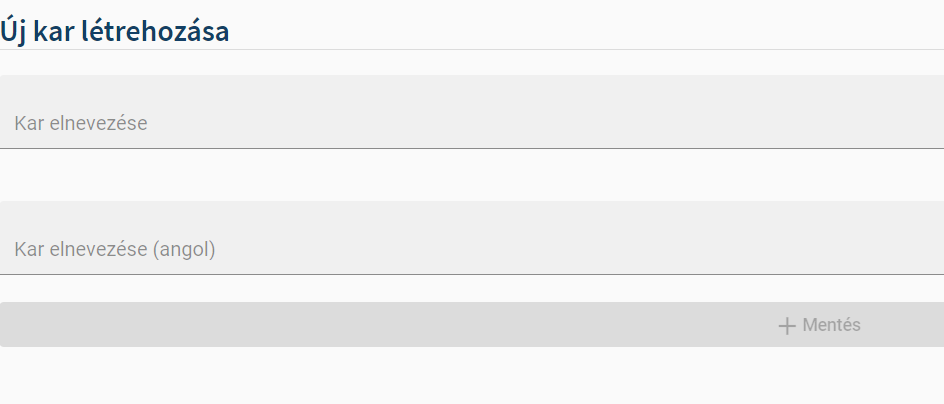 Új kar létrehozása
Kar elnevezése
Kar elnevezése (angol)
+ Mentés